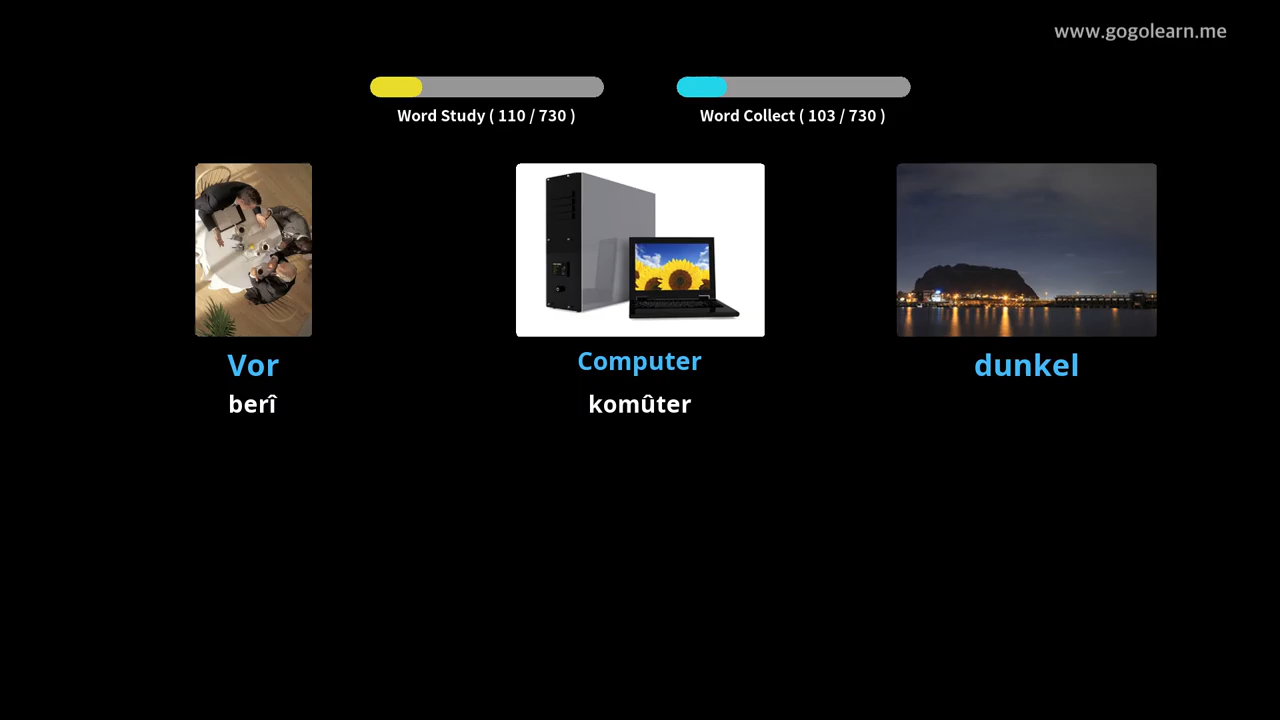 www.gogolearn.me
Word Study ( 110 / 730 )
Word Collect ( 103 / 730 )
Vor
berî
Computer
komûter
dunkel